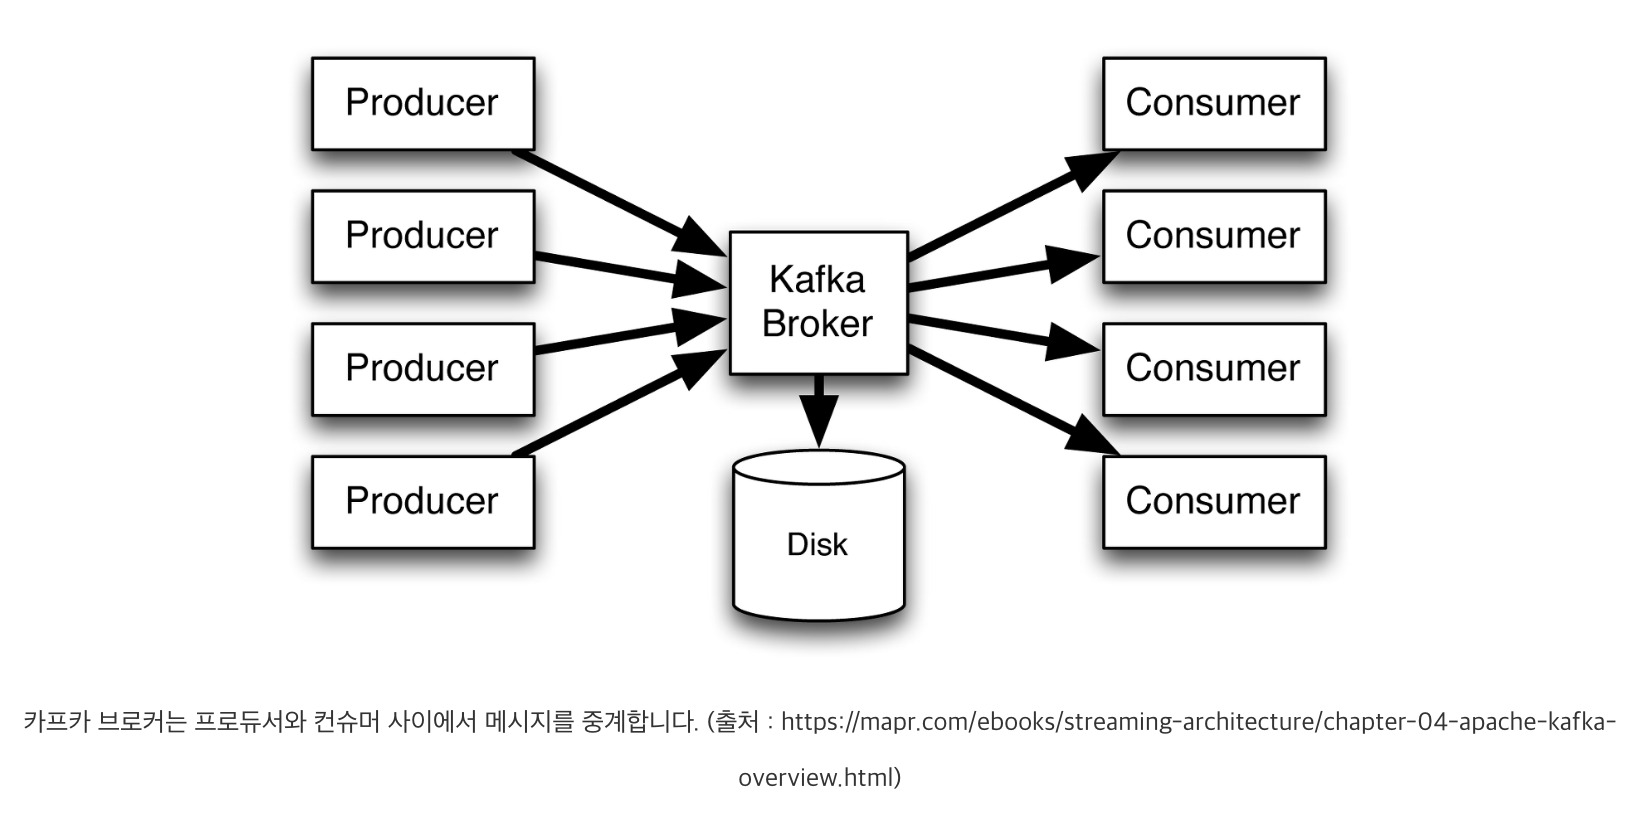 Producer
Producer
Producer
Producer
Kafka
Broker
Disk
Consumer
Consumer
Consumer
Consumer
카프카 브로커는 프로듀서와 컨슈머 사이에서 메시지를 중계합니다. (출처 : https://mapr.com/ebooks/streaming-architecture/chapter-04-apache-kafka-
overview.html)